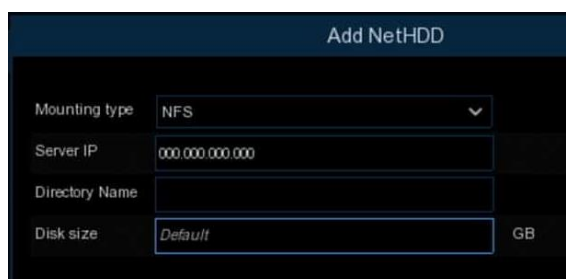 Add NetHDD
Mounting type NFS
Server IP 000.000.000.000
Directory Name
Disk size Default GB